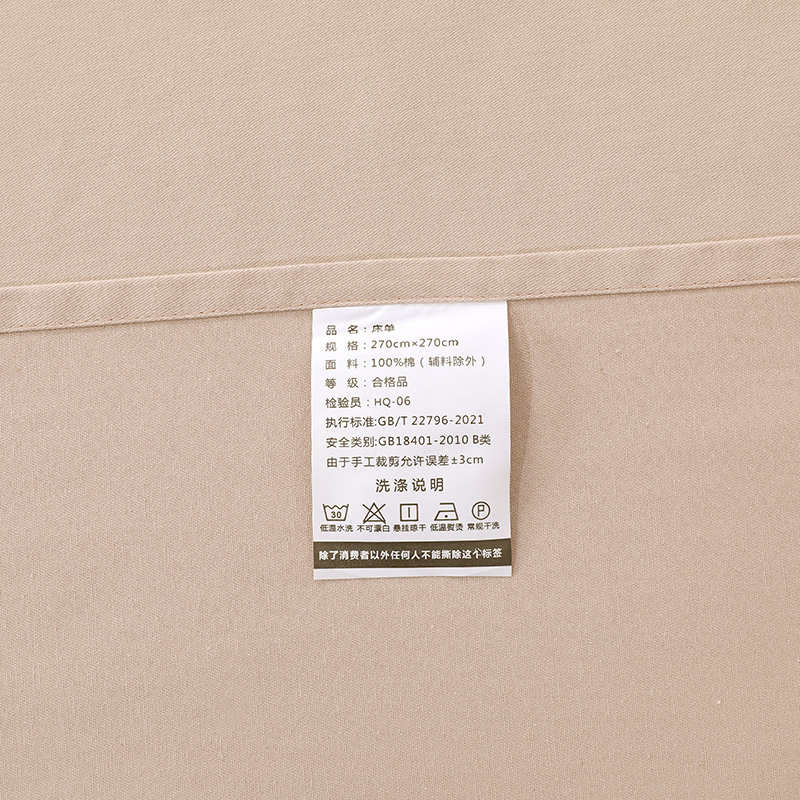 品 名：床单
规 格：270cm×270cm
面 料：100%棉（辅料除外）
等 级：合格品
检验员：HQ-06
执行标准:GB/T 22796-2021
安全类别:GB18401-2010 B类
由于手工裁剪允许误差±3cm
洗涤说明
30 P
低温水洗 不可漂白 悬挂晾干 低温熨烫 常规干洗
除了消费者以外任何人不能撕除这个标签